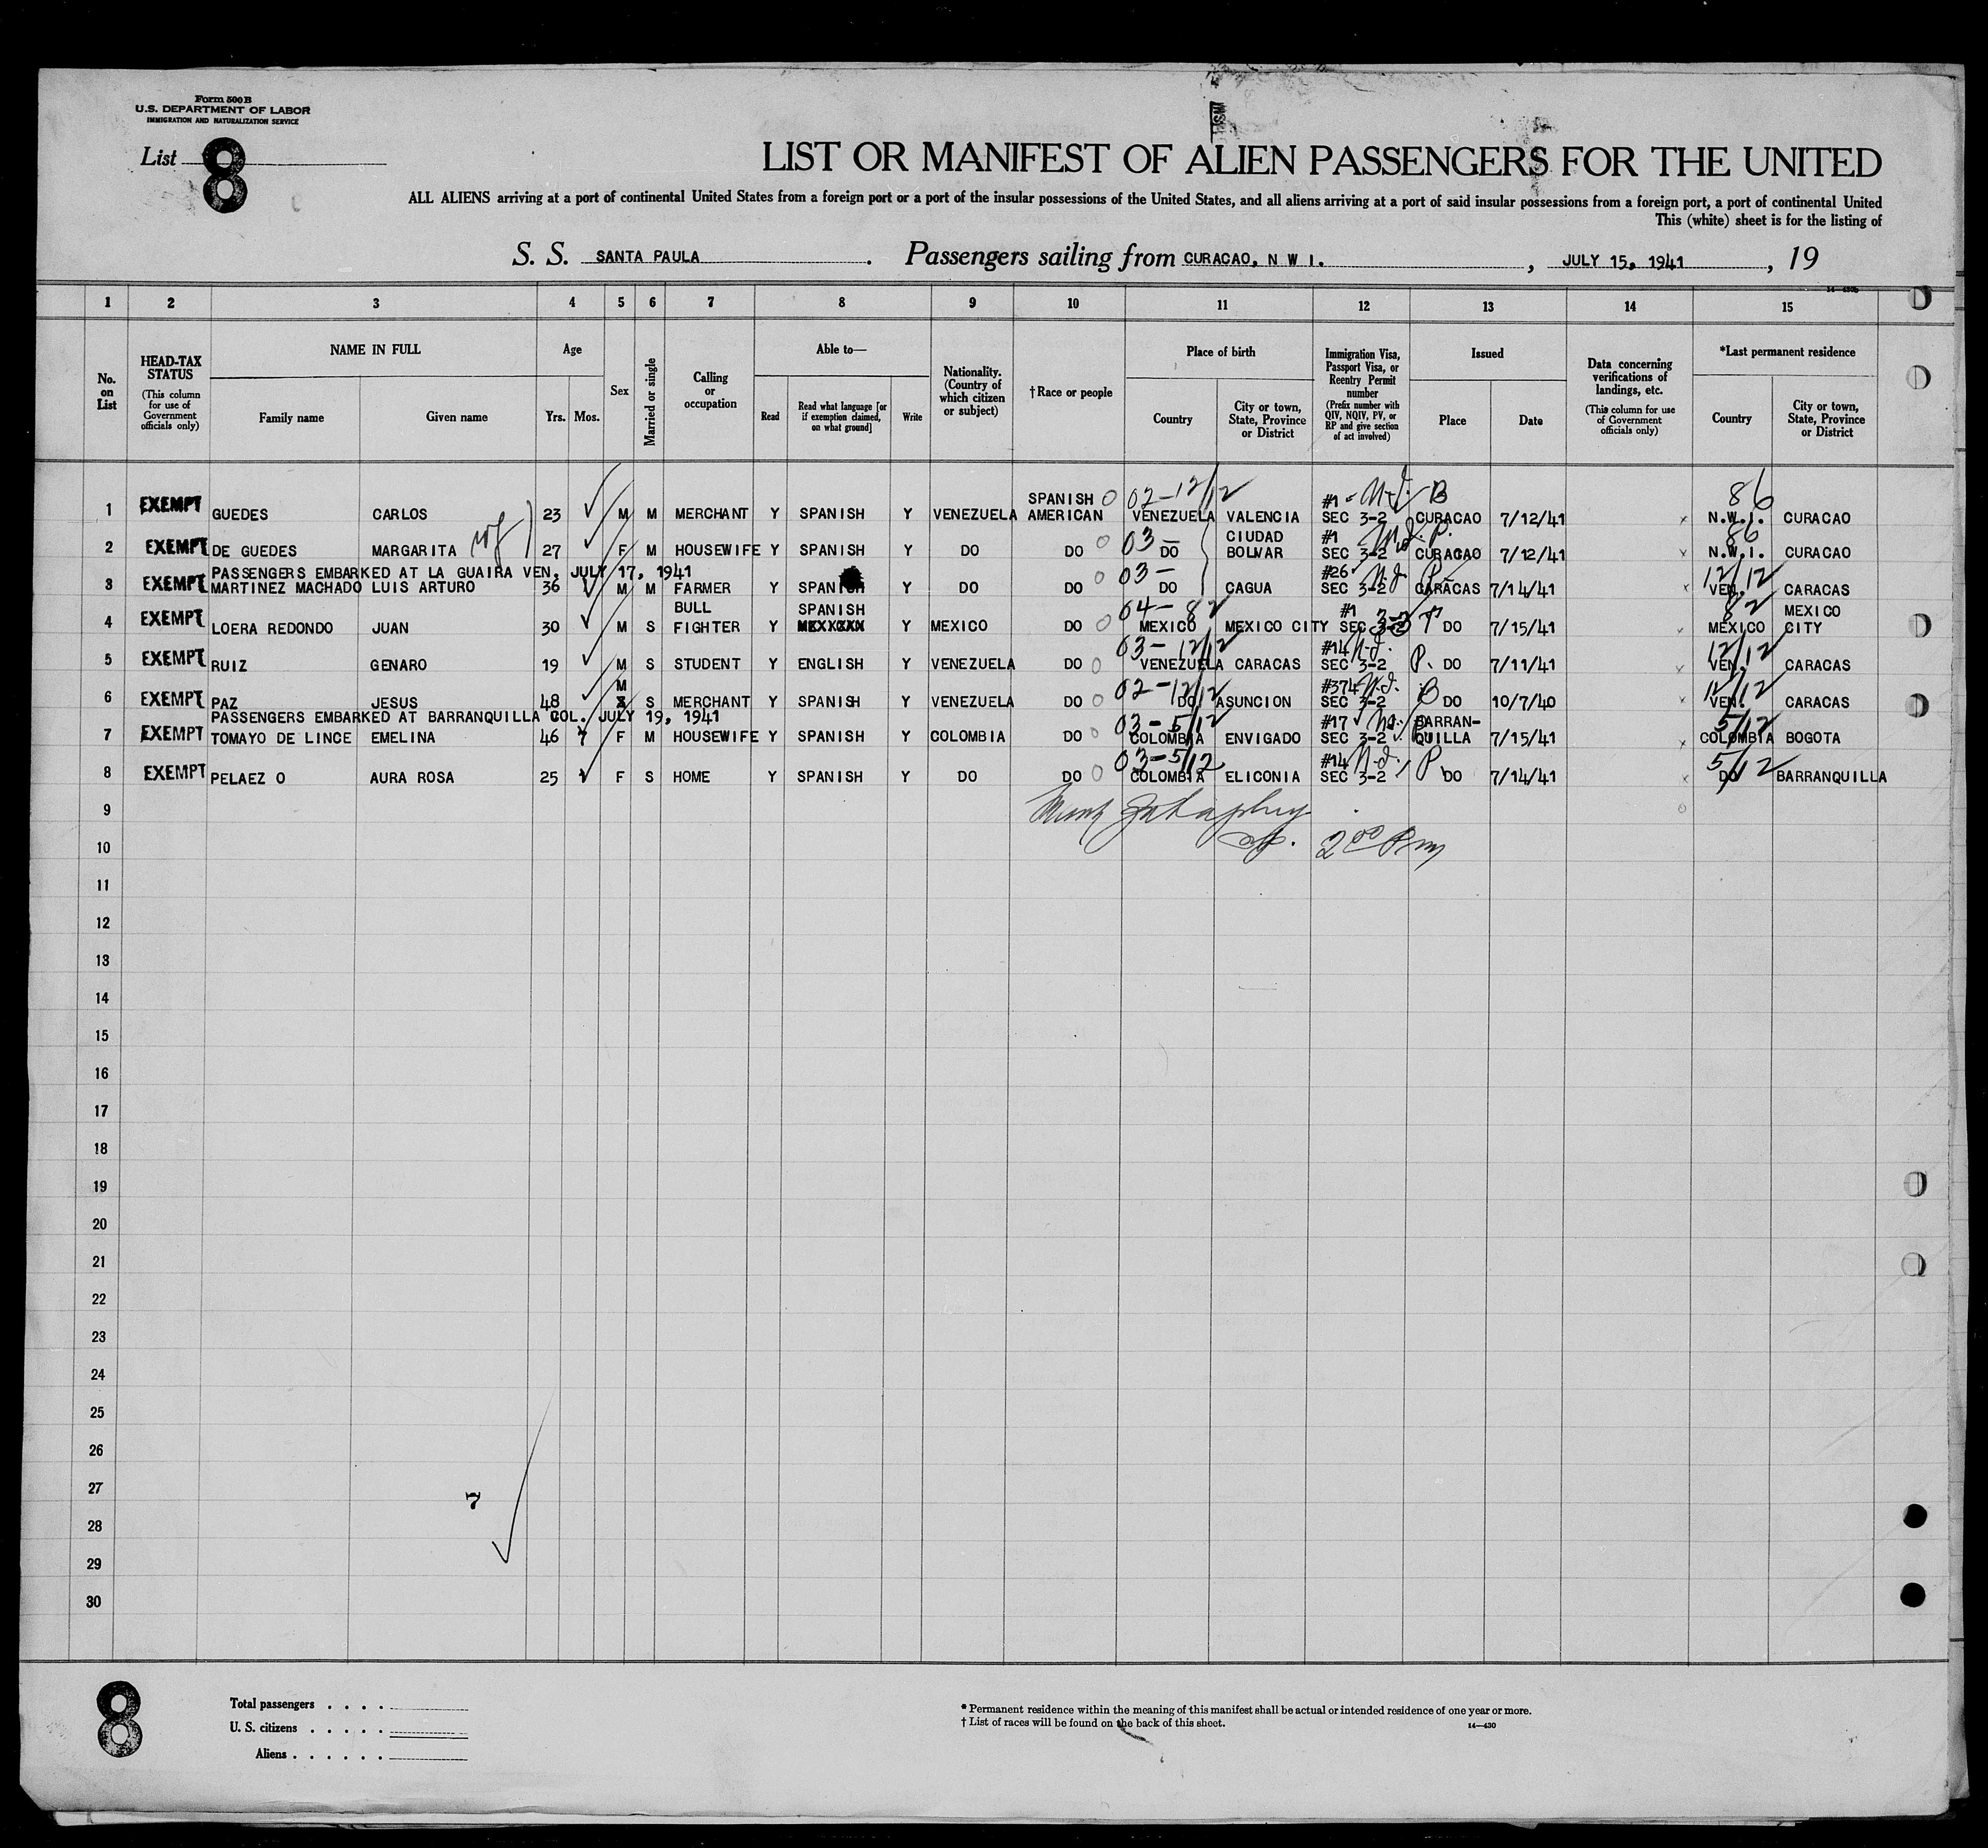 Form 500 B
U.S. DEPARTMENT OF LABOR
IMMIGRATION AND NATURALIZATION SERVICE
List 8
LIST OR MANIFEST OF ALIEN PASSENGERS FOR THE UNITED
ALL ALIENS arriving at a port of continental United States from a foreign port or a port of the insular possessions of the United States, and all aliens arriving at a port of said insular possessions from a foreign port, a port of continental United
This (white) sheet is for the listing of
S. S. SANTA PAULA. Passengers sailing from CURACAO, N W I., JULY 15, 1941, 19
1 2 3 4 5 6 7 8 9 10 11 12 13 14 15
No. on List
HEAD-TAX STATUS (This column for use of Government officials only)
NAME IN FULL Family name Given name
Age Yrs. Mos.
Sex
Married or single
Calling or occupation
Able to— Read Read what language [or if exemption claimed, on what ground] Write
Nationality. (Country of which citizen or subject)
†Race or people
Place of birth Country City or town, State, Province or District
Immigration Visa, Passport Visa, or Reentry Permit number (Prefix number with QIV, NQIV, PV, or RP and give section of act involved)
Issued Place Date
Data concerning verifications of landings, etc. (This column for use of Government officials only)
*Last permanent residence Country City or town, State, Province or District
1 EXEMPT GUEDES CARLOS 23 M M MERCHANT Y SPANISH Y VENEZUELA SPANISH AMERICAN 02-12/12 VENEZUELA VALENCIA #1 N.d. B SEC 3-2 CURACAO 7/12/41 86 N.W.I. CURACAO
2 EXEMPT DE GUEDES MARGARITA wf 27 F M HOUSEWIFE Y SPANISH Y DO DO 03- DO CIUDAD BOLIVAR #1 N.d. P. SEC 3-2 CURACAO 7/12/41 86 N.W.I. CURACAO
PASSENGERS EMBARKED AT LA GUAIRA VEN. JULY 17, 1941
3 EXEMPT MARTINEZ MACHADO LUIS ARTURO 36 M M FARMER Y SPANISH Y DO DO 03- DO CAGUA #26 N.d. P SEC 3-2 CARACAS 7/14/41 12/12 VEN. CARACAS
4 EXEMPT LOERA REDONDO JUAN 30 M S BULL FIGHTER Y SPANISH Y MEXICO DO 04-82 MEXICO MEXICO CITY #1 SEC 3-2 DO 7/15/41 82 MEXICO MEXICO CITY
5 EXEMPT RUIZ GENARO 19 M S STUDENT Y ENGLISH Y VENEZUELA DO 03-12/12 VENEZUELA CARACAS #14 N.d. SEC 3-2 P. DO 7/11/41 12/12 VEN. CARACAS
6 EXEMPT PAZ JESUS 48 M S MERCHANT Y SPANISH Y VENEZUELA DO 02-12/12 DO ASUNCION #374 N.d. B SEC 3-2 DO 10/7/40 12/12 VEN. CARACAS
PASSENGERS EMBARKED AT BARRANQUILLA COL. JULY 19, 1941
7 EXEMPT TOMAYO DE LINCE EMELINA 46 F M HOUSEWIFE Y SPANISH Y COLOMBIA DO 03-5/12 COLOMBIA ENVIGADO #17 N.d. SEC 3-2 BARRAN-QUILLA 7/15/41 5/12 COLOMBIA BOGOTA
8 EXEMPT PELAEZ O AURA ROSA 25 F S HOME Y SPANISH Y DO DO 03-5/12 COLOMBIA ELICONIA #14 N.d. P. SEC 3-2 DO 7/14/41 5/12 DO BARRANQUILLA
9
10 2 00 Pm
11
12
13
14
15
16
17
18
19
20
21
22
23
24
25
26
27 7
28
29
30
8
Total passengers . . . .
U. S. citizens . . . . .
Aliens . . . . . .
* Permanent residence within the meaning of this manifest shall be actual or intended residence of one year or more.
† List of races will be found on the back of this sheet. 14—430